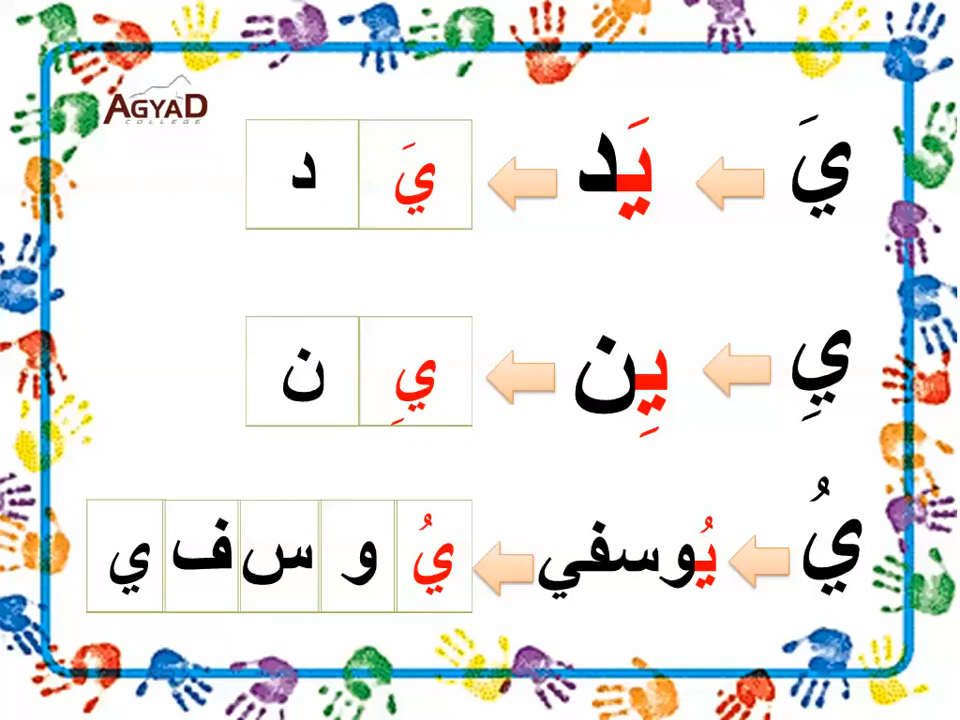 AGYAD
COLLEGE
يَ يَد يَ د
يِ يِن يِ ن
يُ يُوسفي يُ و س ف ي